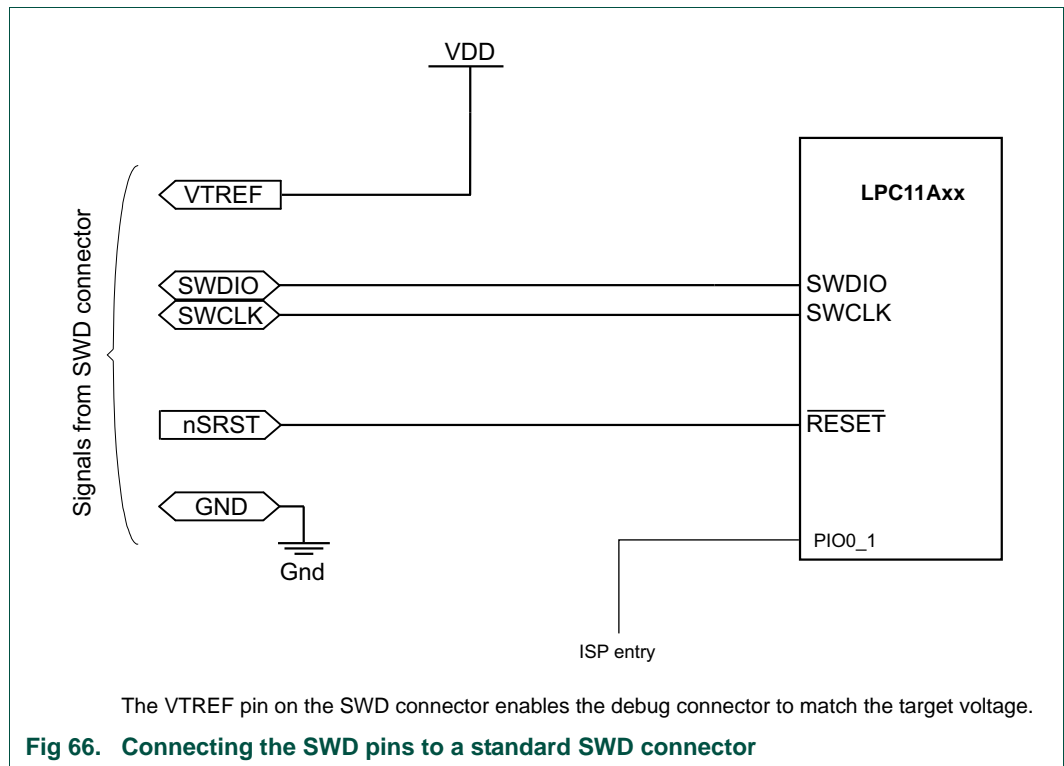 VDD
Signals from SWD connector
VTREF
LPC11Axx
SWDIO
SWDIO
SWCLK
SWCLK
nSRST
RESET
GND
Gnd
PIO0_1
ISP entry
The VTREF pin on the SWD connector enables the debug connector to match the target voltage.
Fig 66. Connecting the SWD pins to a standard SWD connector